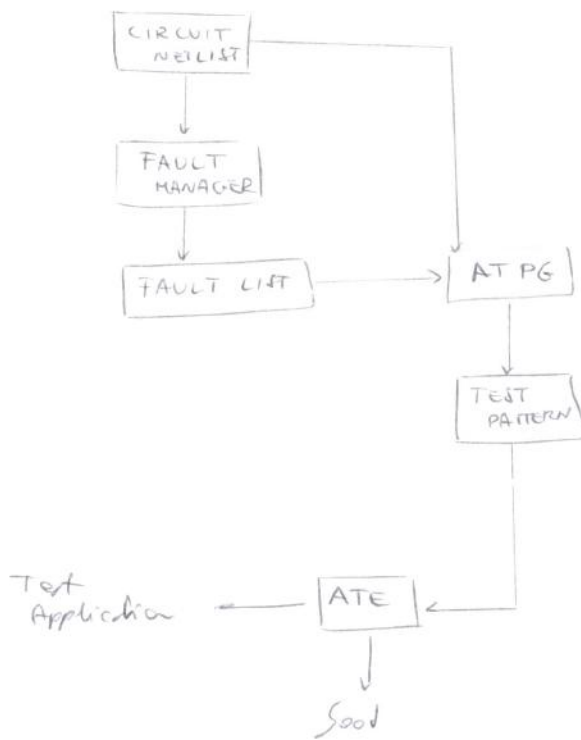 CIRCUIT
NETLIST
FAULT
MANAGER
FAULT LIST
ATPG
TEST
PATTERN
Test
Application
ATE
Good